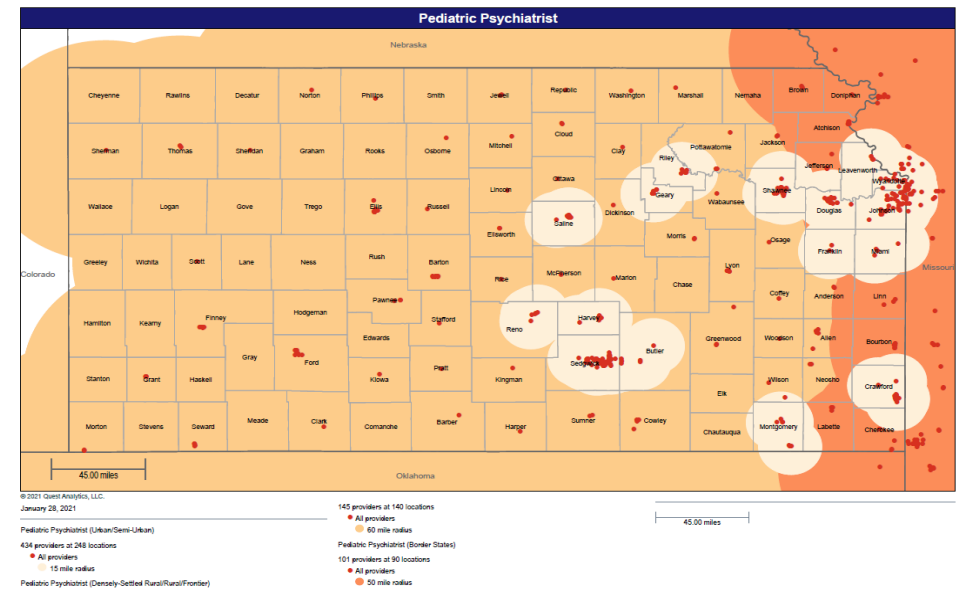 Pediatric Psychiatrist
Nebraska
Cheyenne Rawlins Decatur Norton Phillips Smith Jewell Republic Washington Marshall Nemaha Brown Doniphan
Atchison
Sherman Thomas Sheridan Graham Rooks Osborne Mitchell Cloud Clay Riley Pottawatomie Jackson Jefferson Leavenworth
Wyandotte
Lincoln Ottawa Geary Wabaunsee Shawnee
Wallace Logan Gove Trego Ellis Russell Saline Dickinson Douglas Johnson
Ellsworth Morris Osage Franklin Miami
Greeley Wichita Scott Lane Ness Rush Barton Rice McPherson Marion Chase Lyon
Colorado Missouri
Coffey Anderson Linn
Hamilton Kearny Finney Hodgeman Pawnee Stafford Reno Harvey
Edwards Greenwood Woodson Allen Bourbon
Gray Ford Sedgwick Butler
Stanton Grant Haskell Kiowa Pratt Kingman Elk Wilson Neosho Crawford
Morton Stevens Seward Meade Clark Comanche Barber Harper Sumner Cowley Chautauqua Montgomery Labette Cherokee
45.00 miles
Oklahoma
© 2021 Quest Analytics, LLC.
January 28, 2021
Pediatric Psychiatrist (Urban/Semi-Urban)
434 providers at 248 locations
All providers
15 mile radius
Pediatric Psychiatrist (Densely-Settled Rural/Rural/Frontier)
145 providers at 140 locations
All providers
60 mile radius
Pediatric Psychiatrist (Border States)
101 providers at 90 locations
All providers
50 mile radius
45.00 miles